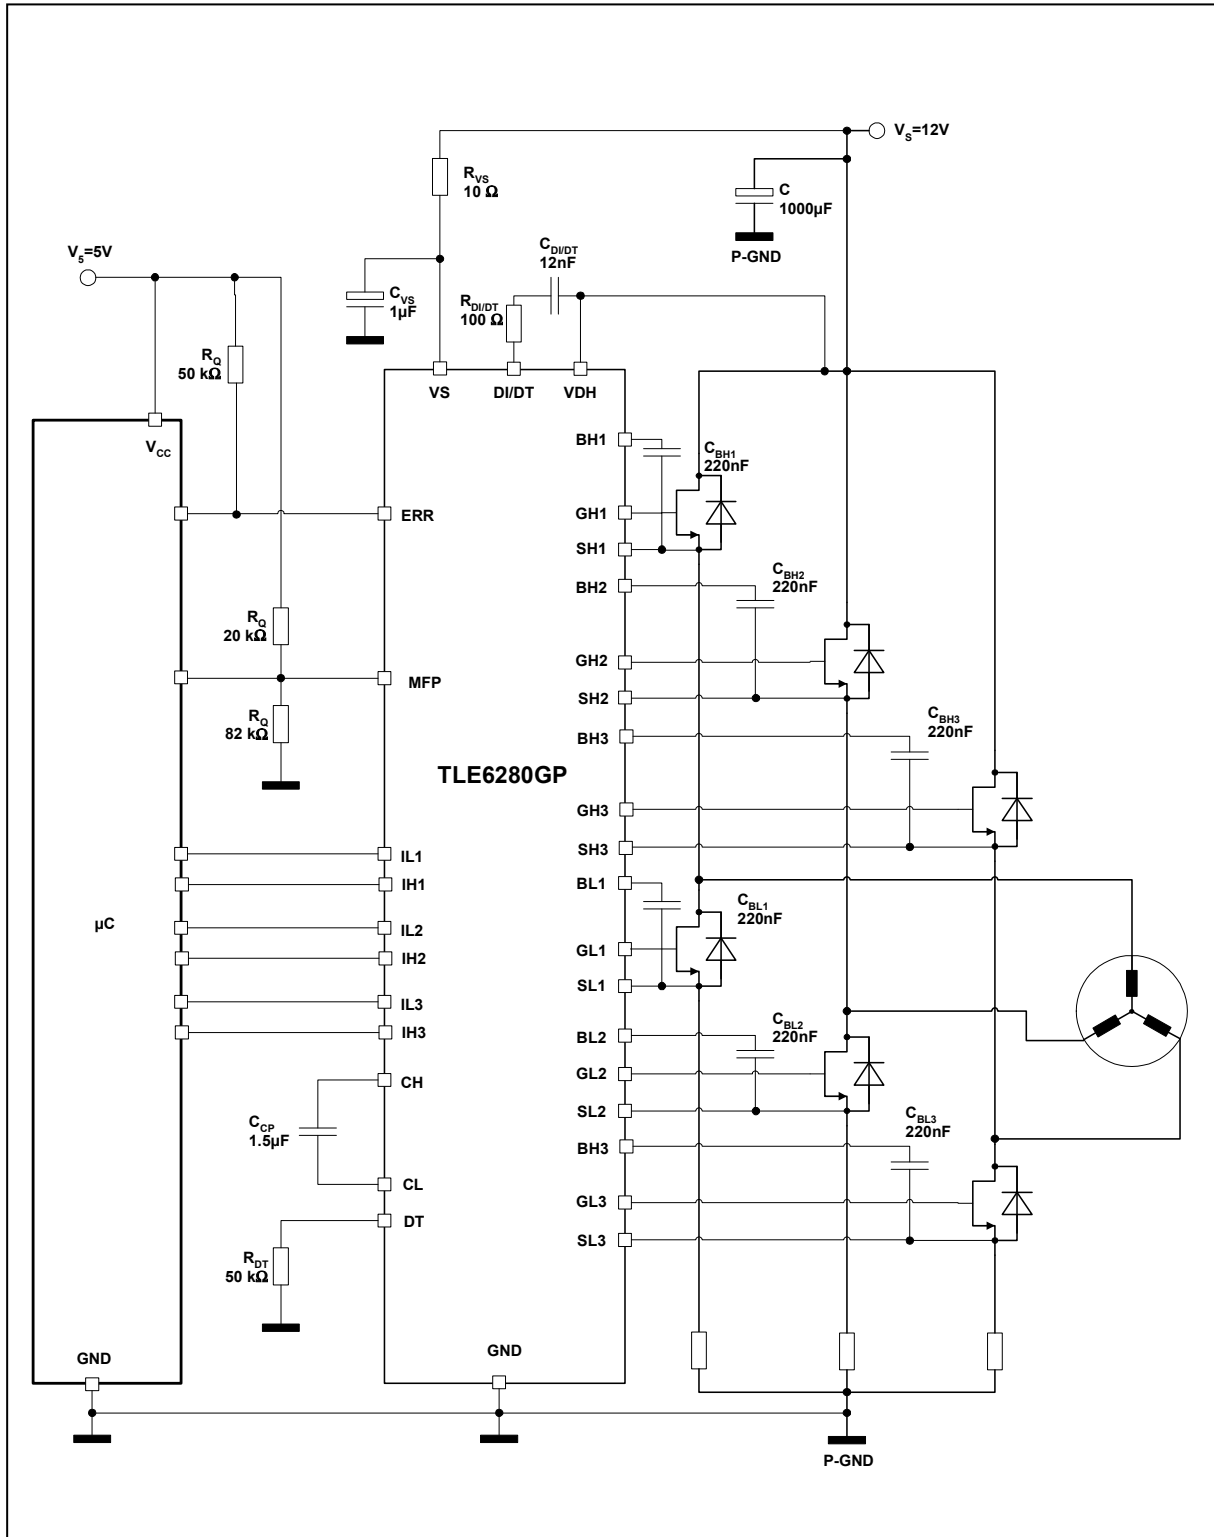 V_S=12V
R_VS
10 Ω
C
1000µF
P-GND
C_DI/DT
12nF
V_5=5V
C_VS
1µF
R_DI/DT
100 Ω
R_Q
50 kΩ
VS
DI/DT
VDH
V_CC
BH1
C_BH1
220nF
ERR
GH1
SH1
BH2
C_BH2
220nF
R_Q
20 kΩ
GH2
MFP
SH2
R_Q
82 kΩ
BH3
C_BH3
220nF
TLE6280GP
GH3
SH3
IL1
IH1
BL1
C_BL1
220nF
µC
IL2
IH2
GL1
SL1
IL3
IH3
BL2
C_BL2
220nF
GL2
CH
SL2
C_CP
1.5µF
BH3
C_BL3
220nF
CL
GL3
DT
SL3
R_DT
50 kΩ
GND
GND
P-GND